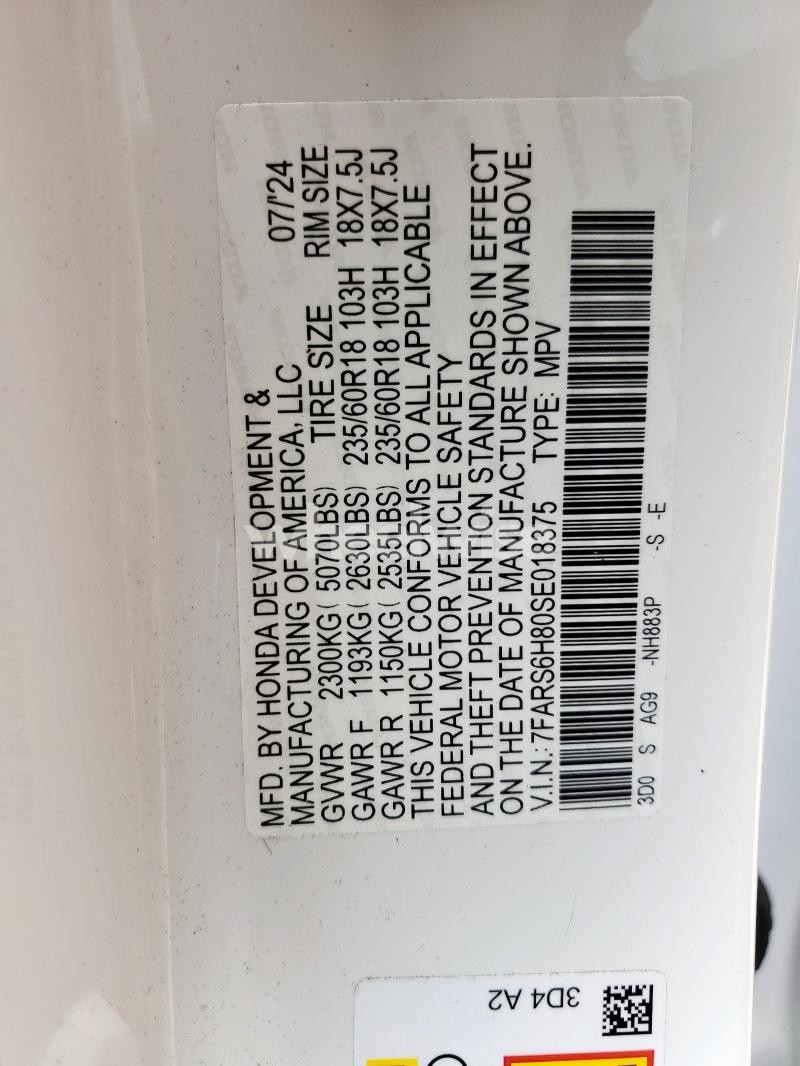 MFD. BY HONDA DEVELOPMENT &
MANUFACTURING OF AMERICA, LLC 07/'24
GVWR 2300KG( 5070LBS) TIRE SIZE RIM SIZE
GAWR F 1193KG( 2630LBS) 235/60R18 103H 18X7.5J
GAWR R 1150KG( 2535LBS) 235/60R18 103H 18X7.5J
THIS VEHICLE CONFORMS TO ALL APPLICABLE
FEDERAL MOTOR VEHICLE SAFETY
AND THEFT PREVENTION STANDARDS IN EFFECT
ON THE DATE OF MANUFACTURE SHOWN ABOVE.
V.I.N.: 7FARS6H80SE018375 TYPE: MPV
3D0 S AG9 -NH883P -S -E
3D4 A2